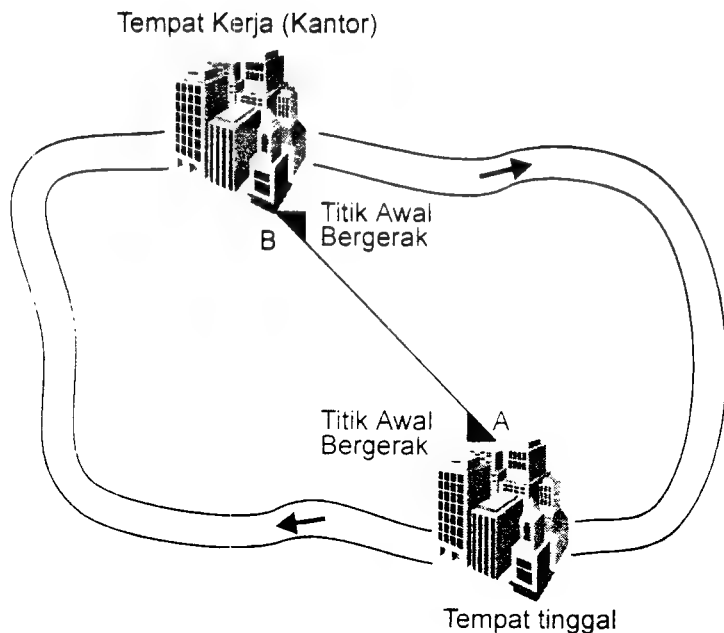 Tempat Kerja (Kantor)
Titik Awal
Bergerak
B
Titik Awal
Bergerak
A
Tempat tinggal